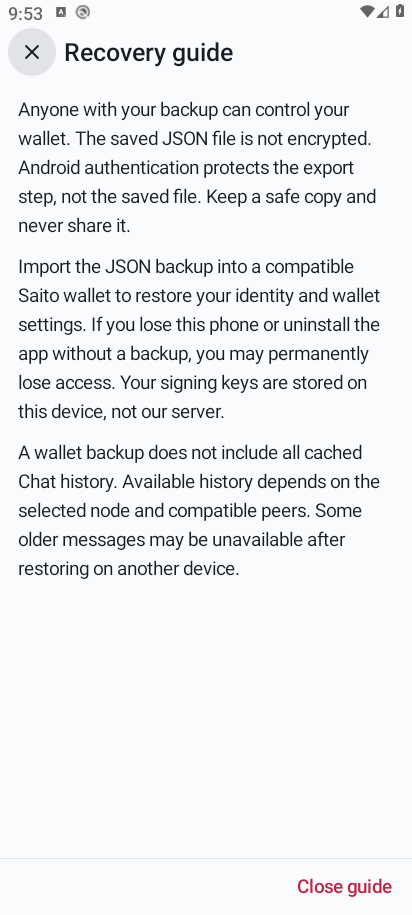 9:53
Recovery guide
Anyone with your backup can control your
wallet. The saved JSON file is not encrypted.
Android authentication protects the export
step, not the saved file. Keep a safe copy and
never share it.
Import the JSON backup into a compatible
Saito wallet to restore your identity and wallet
settings. If you lose this phone or uninstall the
app without a backup, you may permanently
lose access. Your signing keys are stored on
this device, not our server.
A wallet backup does not include all cached
Chat history. Available history depends on the
selected node and compatible peers. Some
older messages may be unavailable after
restoring on another device.
Close guide